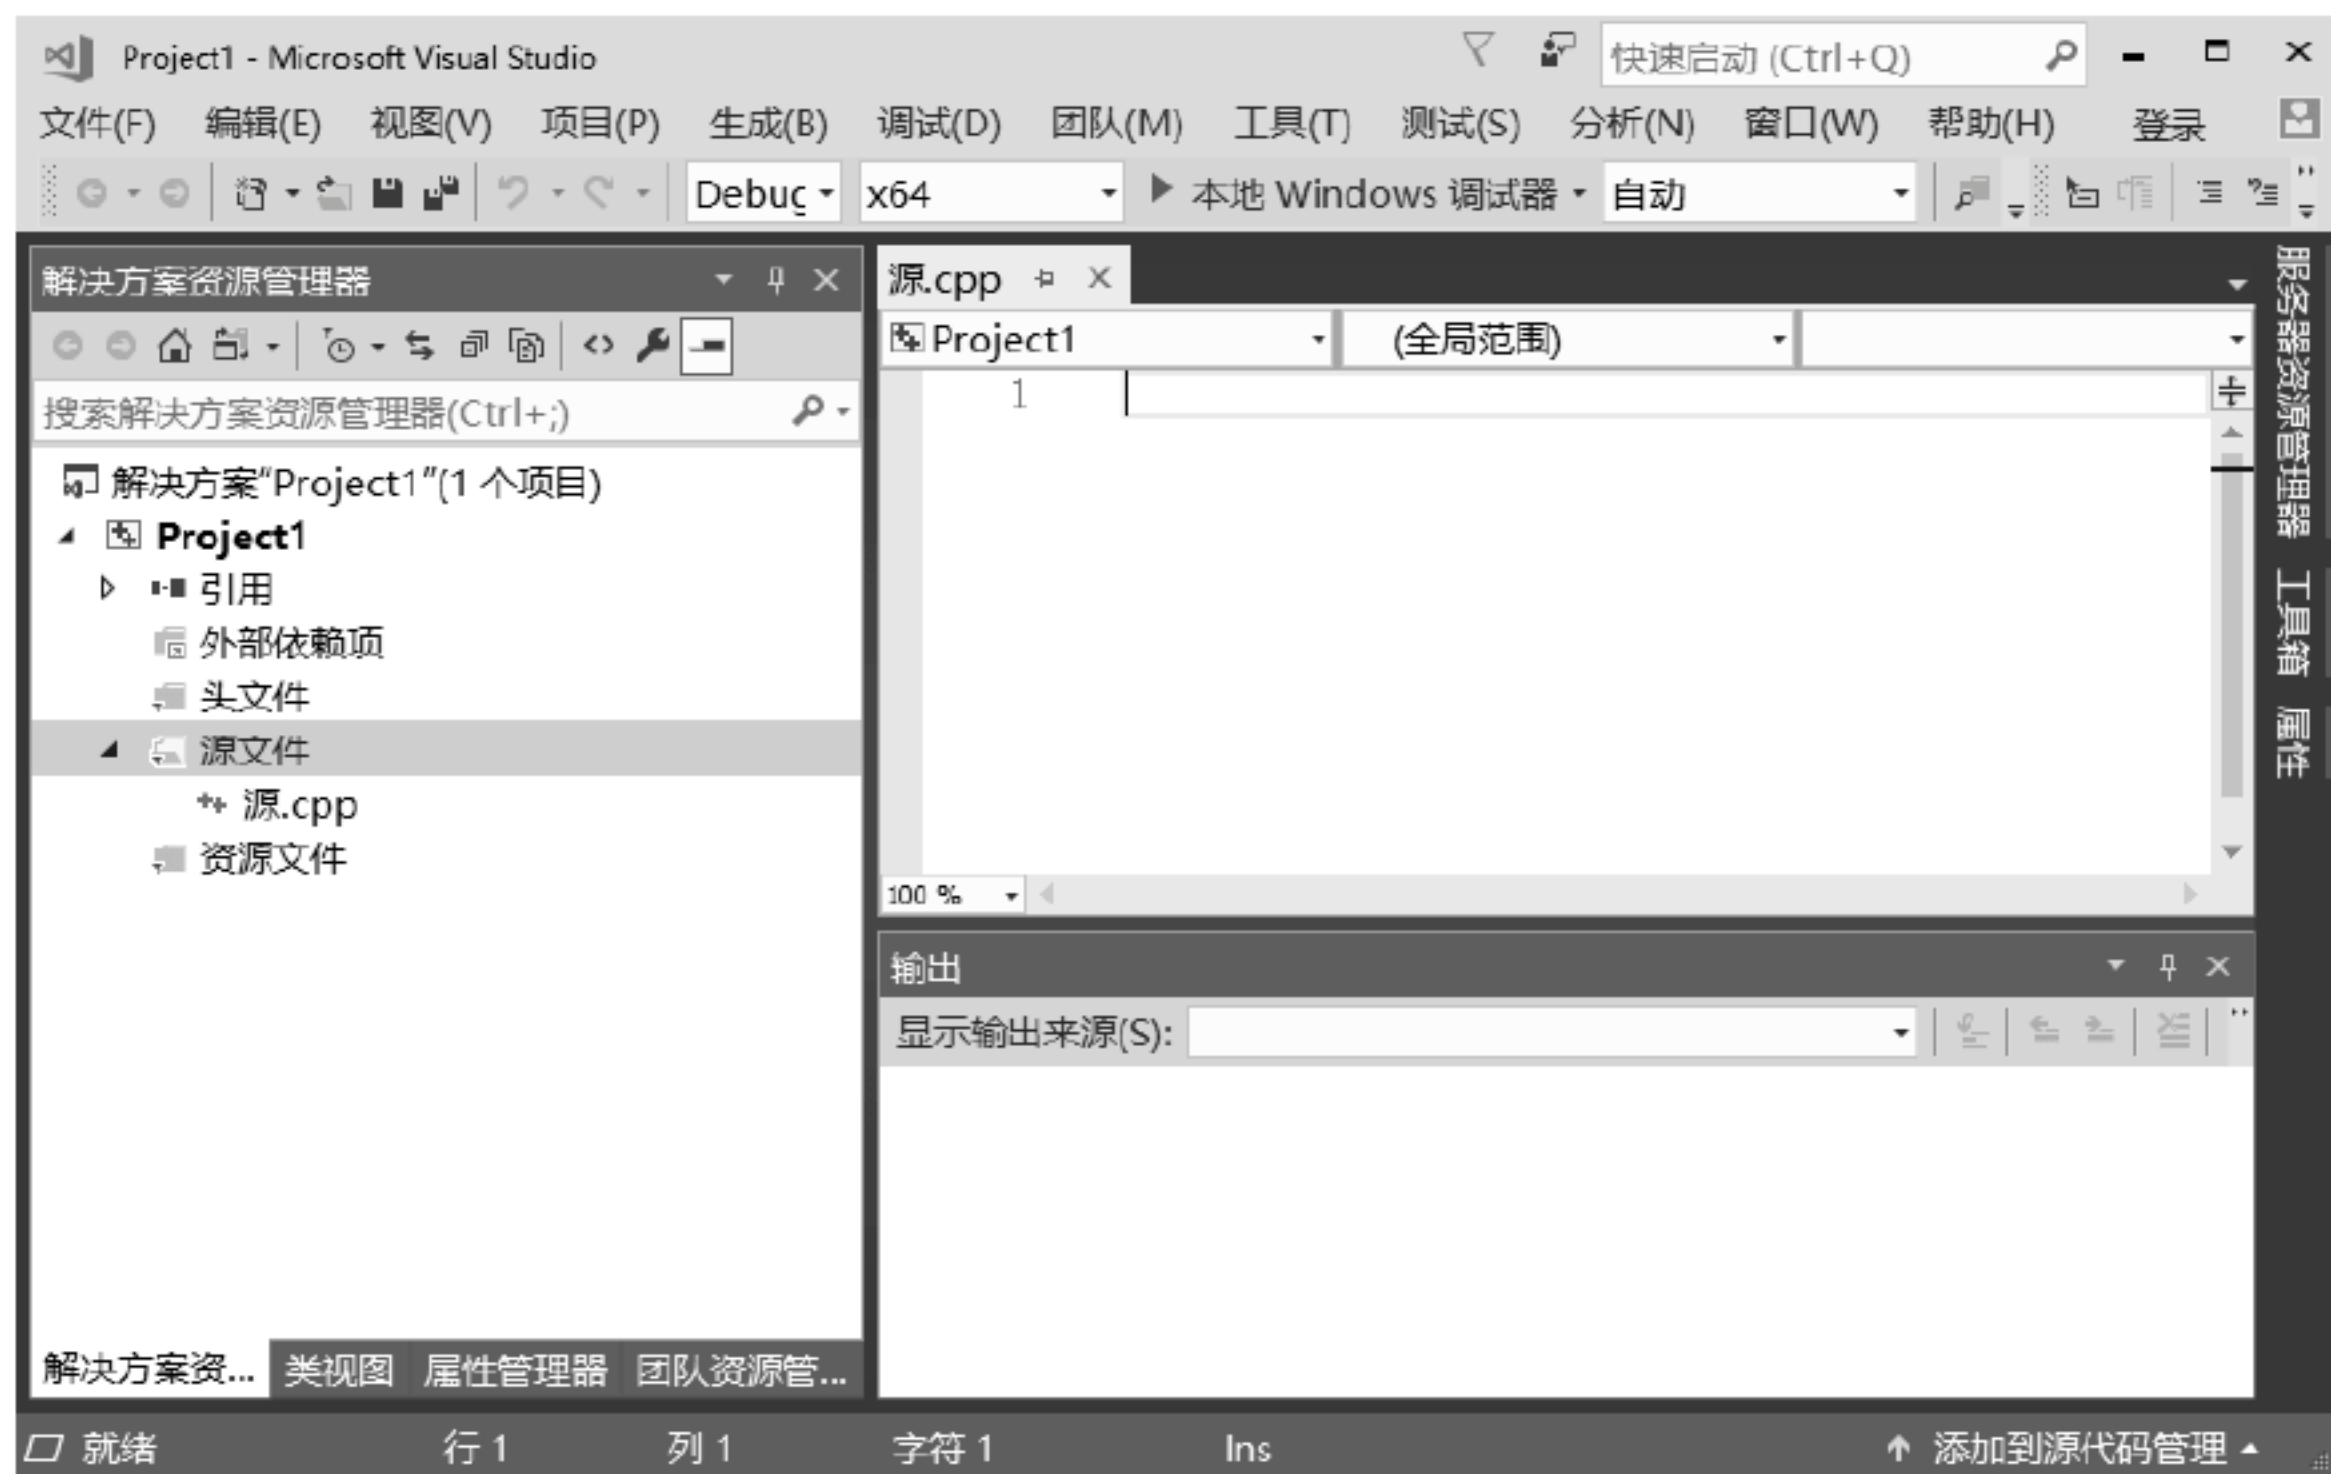 Project1 - Microsoft Visual Studio
快速启动 (Ctrl+Q)
文件(F) 编辑(E) 视图(V) 项目(P) 生成(B) 调试(D) 团队(M) 工具(T) 测试(S) 分析(N) 窗口(W) 帮助(H) 登录
Debug x64 本地 Windows 调试器 自动
解决方案资源管理器
搜索解决方案资源管理器(Ctrl+;)
解决方案"Project1"(1 个项目)
Project1
引用
外部依赖项
头文件
源文件
源.cpp
资源文件
解决方案资... 类视图 属性管理器 团队资源管...
源.cpp
Project1 (全局范围)
1
100 %
输出
显示输出来源(S):
服务器资源管理器
工具箱
属性
就绪 行 1 列 1 字符 1 Ins 添加到源代码管理